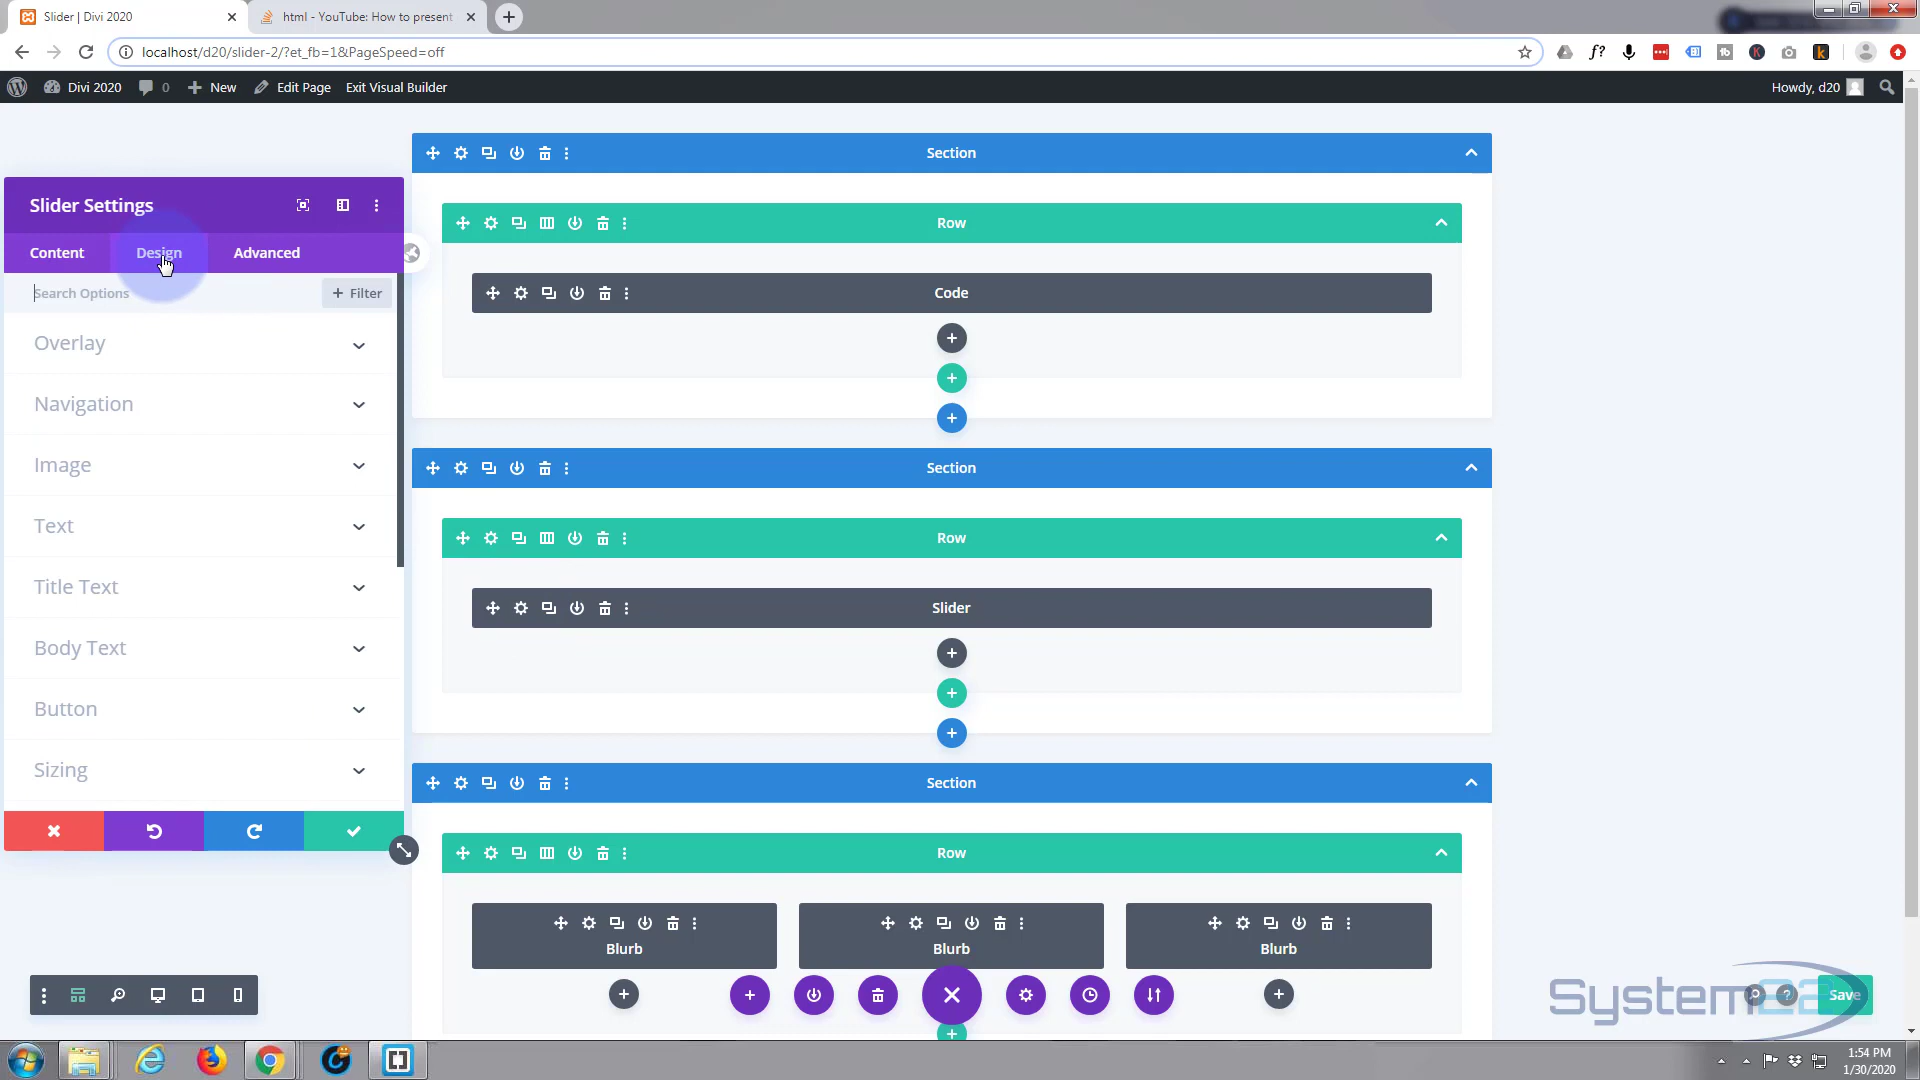 Slider | Divi 2020
html - YouTube: How to present
localhost/d20/slider-2/?et_fb=1&PageSpeed=off
Divi 2020
0
New
Edit Page
Exit Visual Builder
Howdy, d20
Slider Settings
Content
Design
Advanced
Search Options
+ Filter
Overlay
Navigation
Image
Text
Title Text
Body Text
Button
Sizing
Section
Row
Code
Section
Row
Slider
Section
Row
Blurb
Blurb
Blurb
System22
Save
1:54 PM
1/30/2020